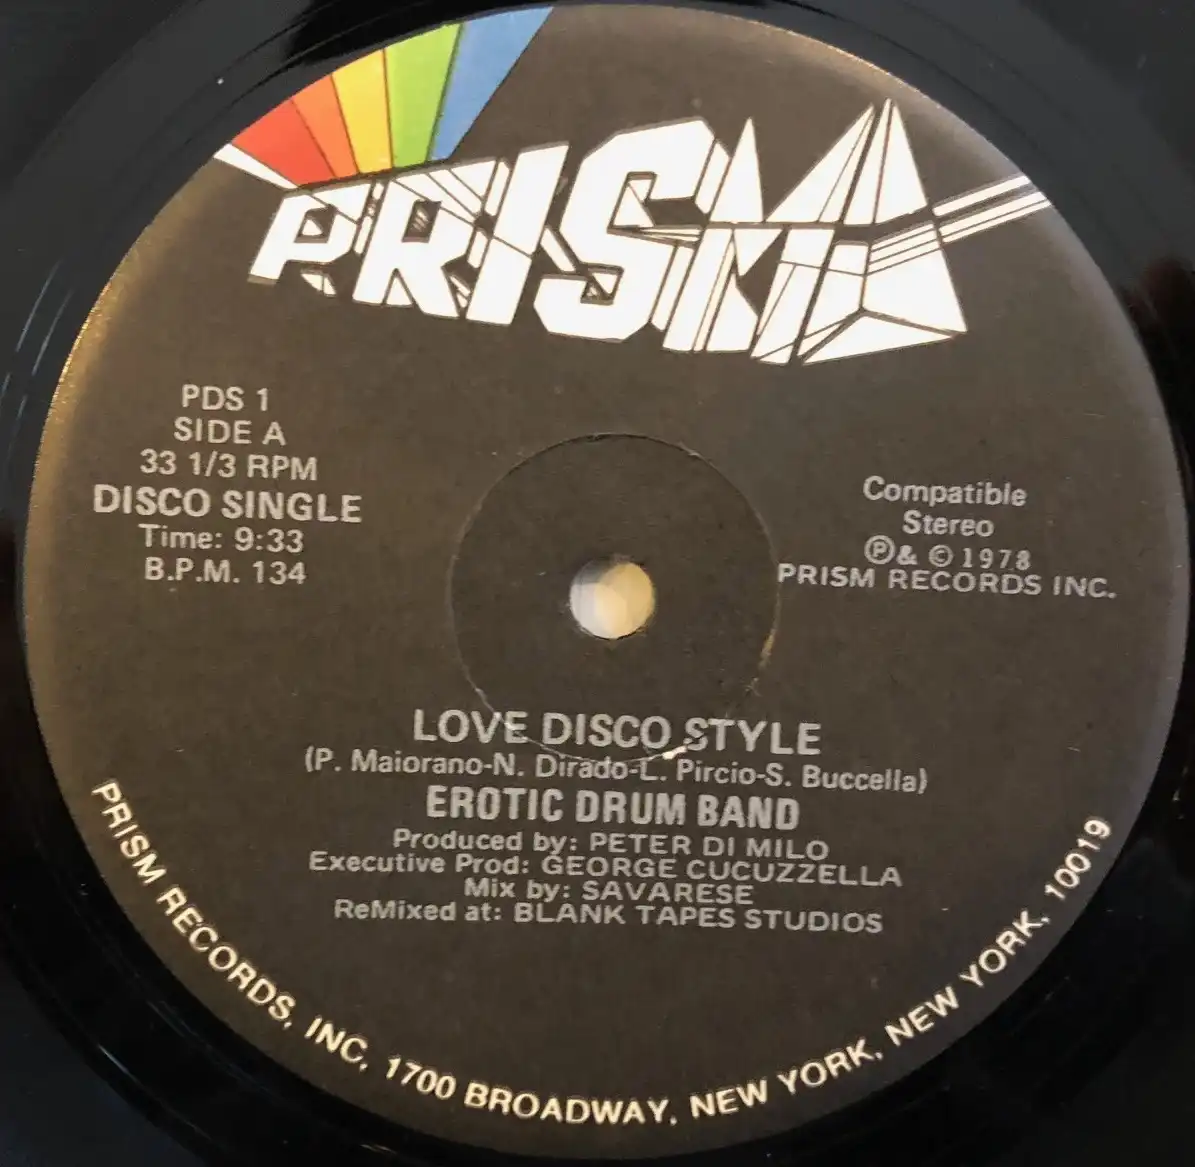 PRISM
PDS 1
SIDE A
33 1/3 RPM
DISCO SINGLE
Time: 9:33
B.P.M. 134
Compatible
Stereo
Ⓟ& © 1978
PRISM RECORDS INC.
LOVE DISCO STYLE
(P. Maiorano-N. Dirado-L. Pircio-S. Buccella)
EROTIC DRUM BAND
Produced by: PETER DI MILO
Executive Prod: GEORGE CUCUZZELLA
Mix by: SAVARESE
ReMixed at: BLANK TAPES STUDIOS
PRISM RECORDS, INC, 1700 BROADWAY, NEW YORK, NEW YORK, 10019